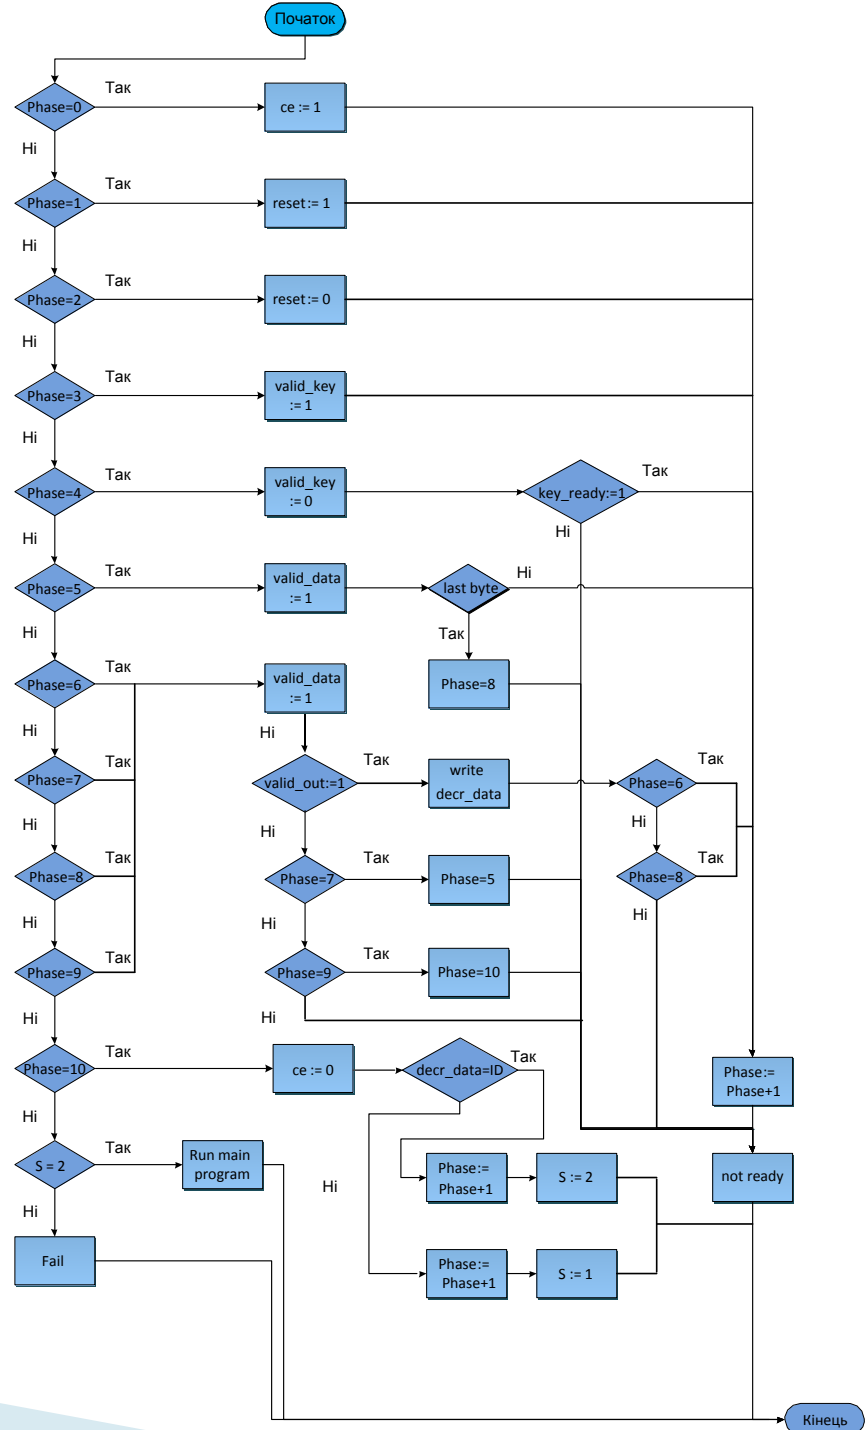 Початок
Так
Phase=0
ce := 1
Ні
Так
Phase=1
reset:= 1
Ні
Так
Phase=2
reset:= 0
Ні
Так
Phase=3
valid_key
:= 1
Ні
Так
Phase=4
valid_key
:= 0
key_ready:=1
Так
Ні
Ні
Так
Phase=5
valid_data
:= 1
last byte
Ні
Так
Ні
Так
Phase=6
valid_data
:= 1
Phase=8
Ні
Ні
Так
Phase=7
valid_out:=1
Так
write
decr_data
Phase=6
Так
Ні
Ні
Ні
Так
Phase=8
Phase=7
Так
Phase=5
Phase=8
Так
Ні
Ні
Ні
Так
Phase=9
Phase=9
Так
Phase=10
Ні
Ні
Так
Phase=10
ce := 0
decr_data=ID
Так
Phase:=
Phase+1
Ні
Так
S = 2
Run main
program
Ні
Phase:=
Phase+1
S := 2
not ready
Ні
Fail
Phase:=
Phase+1
S := 1
Кінець